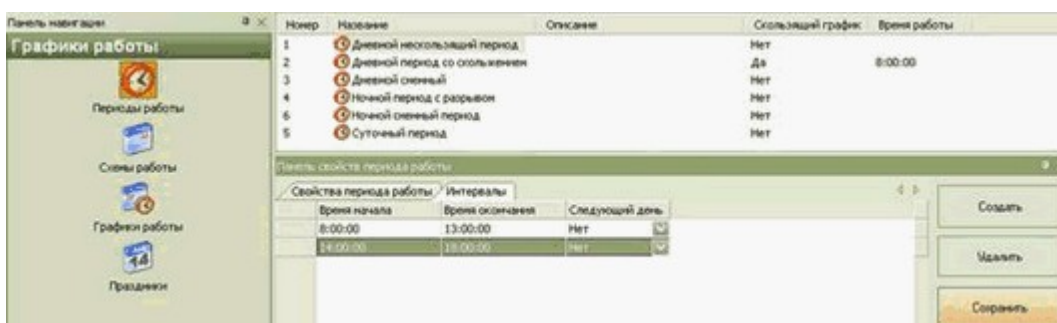 Панель навигации
Графики работы
Периоды работы
Схемы работы
Графики работы
14
Праздники
Номер Название Описание Скользящий график Время работы
1 Дневной нескользящий период Нет
2 Дневной период со скольжением Да 8:00:00
3 Дневной сменный Нет
4 Ночной период с разрывом Нет
6 Ночной сменный период Нет
5 Суточный период Нет
Панель свойств периода работы
Свойства периода работы Интервалы
Время начала Время окончания Следующий день
8:00:00 13:00:00 Нет
14:00:00 18:00:00 Нет
Создать
Удалить
Сохранить